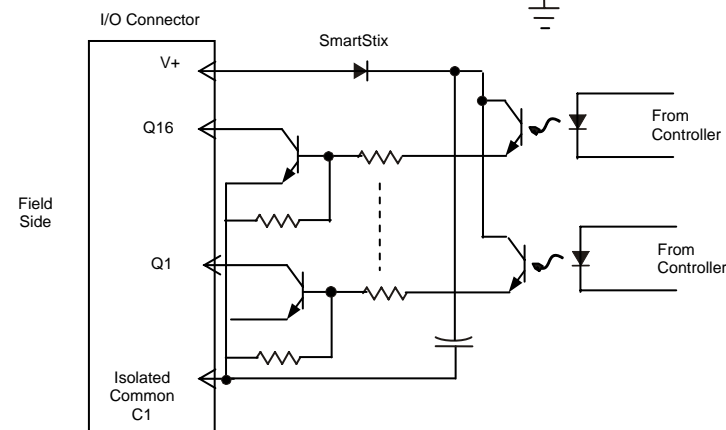 I/O Connector
SmartStix
V+
Q16
From
Controller
Field
Side
Q1
From
Controller
Isolated
Common
C1